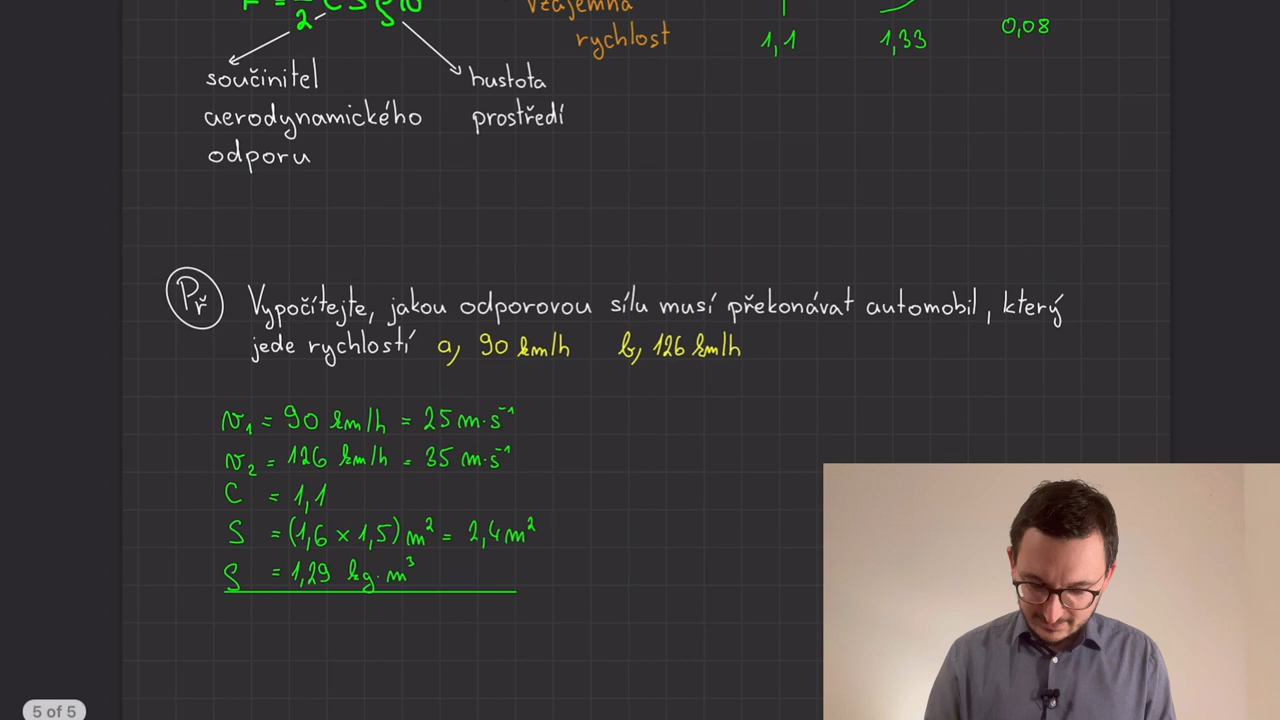 2
vzájemná
rychlost
1,1
1,33
0,08
součinitel
aerodynamického
odporu
hustota
prostředí
Př
Vypočítejte, jakou odporovou sílu musí překonávat automobil, který
jede rychlostí a, 90 km/h b, 126 km/h
v₁ = 90 km/h = 25 m·s⁻¹
v₂ = 126 km/h = 35 m·s⁻¹
C = 1,1
S = (1,6 × 1,5) m² = 2,4 m²
ρ = 1,29 kg·m³
5 of 5